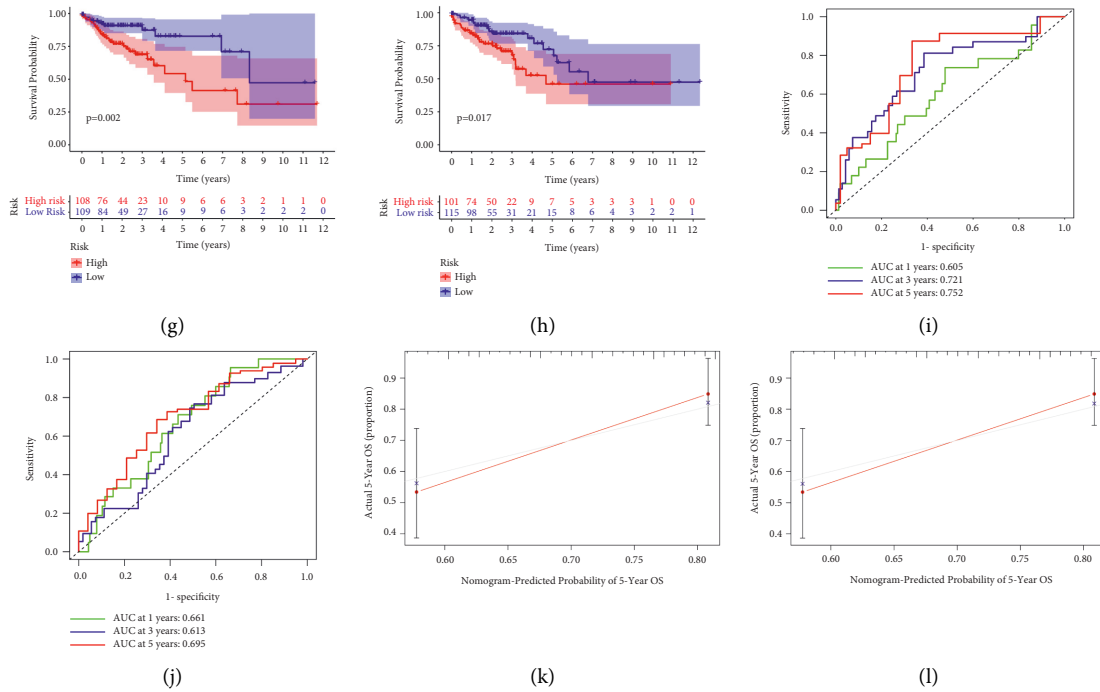 Survival Probability
1.00
0.75
0.50
0.25
0.00
p=0.002
0 1 2 3 4 5 6 7 8 9 10 11 12
Time (years)
Risk
High risk 108 76 44 23 10 9 6 6 3 2 1 1 0
Low Risk 109 84 49 27 16 9 9 6 3 2 2 2 0
0 1 2 3 4 5 6 7 8 9 10 11 12
Time (years)
Risk
High
Low
(g)
Survival Probability
1.00
0.75
0.50
0.25
0.00
p=0.017
0 1 2 3 4 5 6 7 8 9 10 11 12
Time (years)
Risk
High risk 101 74 50 22 9 7 5 3 3 3 1 0 0
Low risk 115 98 55 31 21 15 8 6 4 3 2 2 1
0 1 2 3 4 5 6 7 8 9 10 11 12
Time (years)
Risk
High
Low
(h)
Sensitivity
1.0
0.8
0.6
0.4
0.2
0.0
0.0 0.2 0.4 0.6 0.8 1.0
1- specificity
AUC at 1 years: 0.605
AUC at 3 years: 0.721
AUC at 5 years: 0.752
(i)
Sensitivity
1.0
0.8
0.6
0.4
0.2
0.0
0.0 0.2 0.4 0.6 0.8 1.0
1- specificity
AUC at 1 years: 0.661
AUC at 3 years: 0.613
AUC at 5 years: 0.695
(j)
Actual 5-Year OS (proportion)
0.9
0.8
0.7
0.6
0.5
0.4
0.60 0.65 0.70 0.75 0.80
Nomogram-Predicted Probability of 5-Year OS
(k)
Actual 5-Year OS (proportion)
0.9
0.8
0.7
0.6
0.5
0.4
0.60 0.65 0.70 0.75 0.80
Nomogram-Predicted Probability of 5-Year OS
(l)